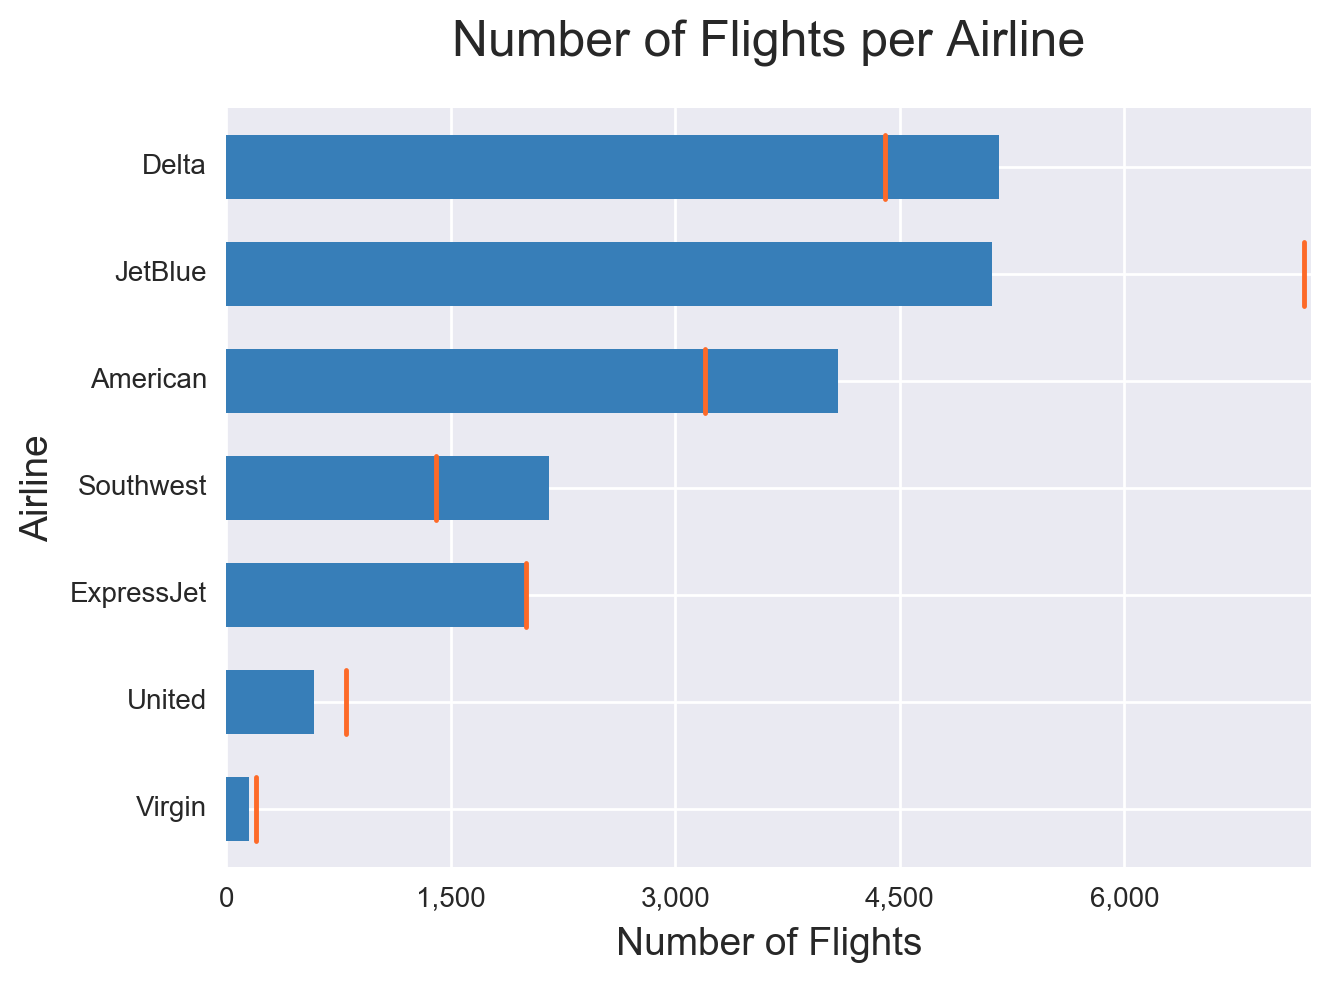 Number of Flights per Airline
Delta
JetBlue
American
Southwest
ExpressJet
United
Virgin
Airline
0 1,500 3,000 4,500 6,000
Number of Flights